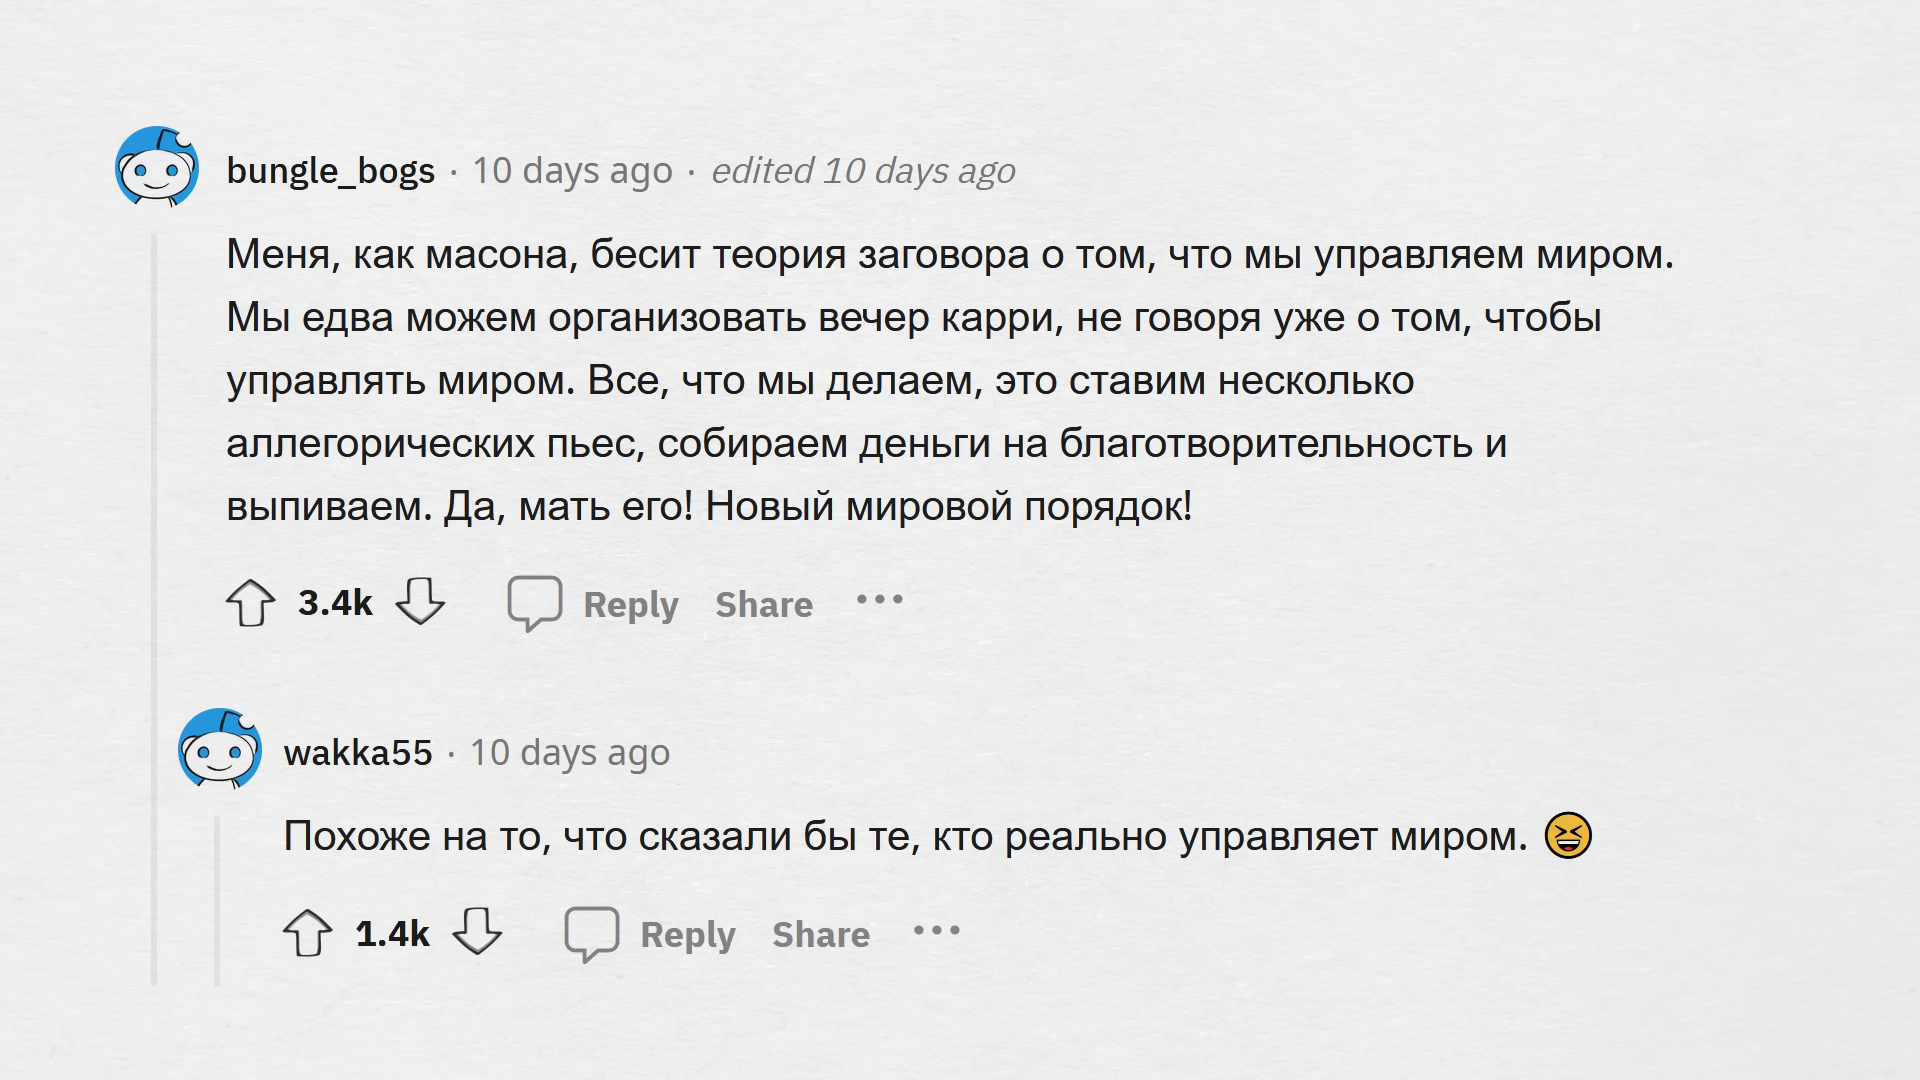 bungle_bogs · 10 days ago · edited 10 days ago
Меня, как масона, бесит теория заговора о том, что мы управляем миром.
Мы едва можем организовать вечер карри, не говоря уже о том, чтобы
управлять миром. Все, что мы делаем, это ставим несколько
аллегорических пьес, собираем деньги на благотворительность и
выпиваем. Да, мать его! Новый мировой порядок!
3.4k Reply Share •••
wakka55 · 10 days ago
Похоже на то, что сказали бы те, кто реально управляет миром. 😆
1.4k Reply Share •••